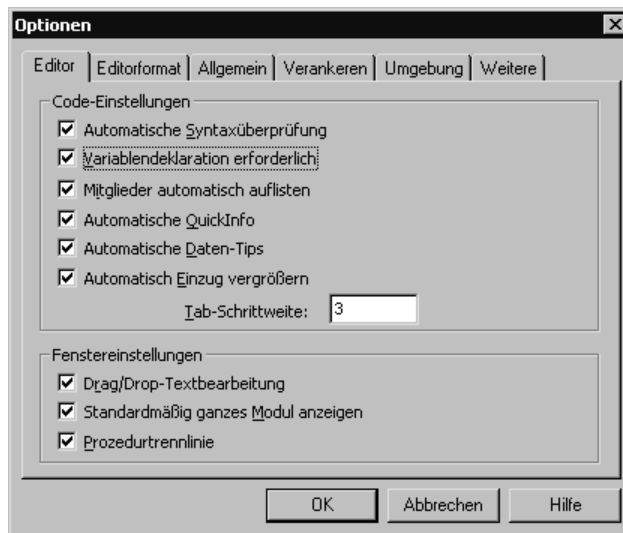 Optionen
Editor Editorformat Allgemein Verankeren Umgebung Weitere
Code-Einstellungen
Automatische Syntaxüberprüfung
Variablendeklaration erforderlich
Mitglieder automatisch auflisten
Automatische QuickInfo
Automatische Daten-Tips
Automatisch Einzug vergrößern
Tab-Schrittweite: 3
Fenstereinstellungen
Drag/Drop-Textbearbeitung
Standardmäßig ganzes Modul anzeigen
Prozedurtrennlinie
OK Abbrechen Hilfe